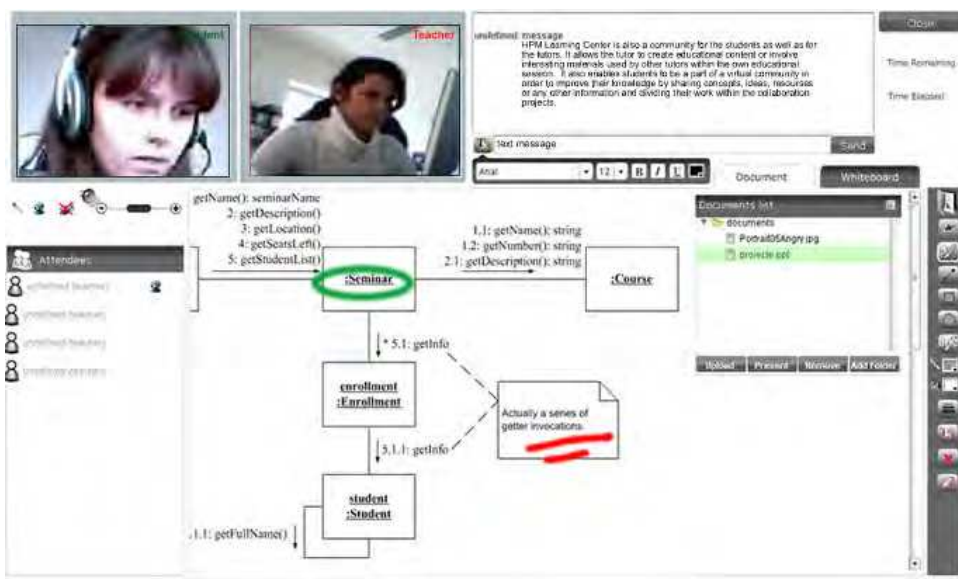 Teacher
undefined: message
HPM Learning Center is also a community for the students as well as for
the tutors. It allows the tutor to create educational content or involve
interesting materials used by other tutors within the own educational
session. It also enables students to be a part of a virtual community in
order to improve their knowledge by sharing concepts, ideas, resourses
or any other information and dividing their work within the collaboration
projects.
Close
Time Remaining
Time Elapsed
text message
Send
Arial
12
B I U
Document
Whiteboard
getName(): seminarName
2: getDescription()
3: getLocation()
4: getSeatsLeft()
5: getStudentList()
Attendees
:Seminar
1.1: getName(): string
1.2: getNumber(): string
2.1: getDescription(): string
:Course
* 5.1: getInfo
enrollment
:Enrollment
Actually a series of
getter invocations.
5.1.1: getInfo
student
:Student
.1.1: getFullName()
Documents list
documents
Portrait05Angry.jpg
projecte.ppt
Upload
Present
Remove
Add Folder